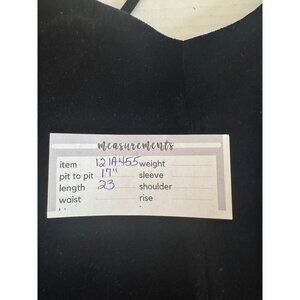 measurements
item 121A455 weight
pit to pit 17" sleeve
length 23 shoulder
waist rise